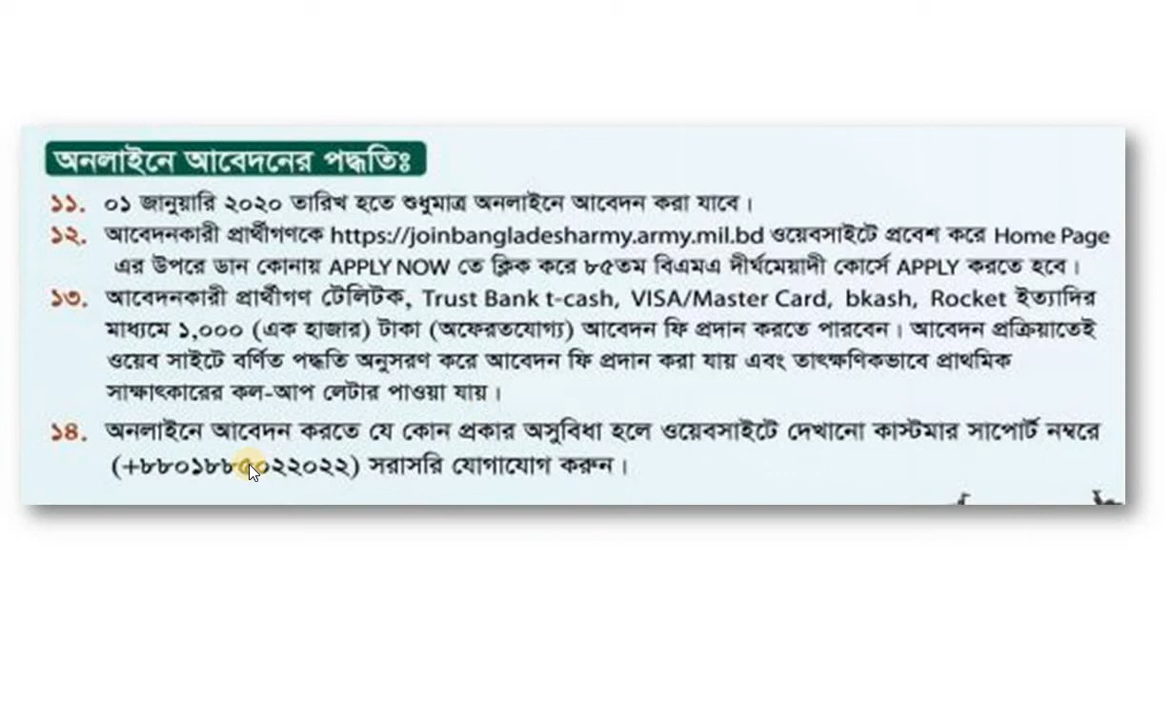 অনলাইনে আবেদনের পদ্ধতিঃ
১১. ০১ জানুয়ারি ২০২০ তারিখ হতে শুধুমাত্র অনলাইনে আবেদন করা যাবে।
১২. আবেদনকারী প্রার্থীগণকে https://joinbangladesharmy.army.mil.bd ওয়েবসাইটে প্রবেশ করে Home Page
এর উপরে ডান কোনায় APPLY NOW তে ক্লিক করে ৮৫তম বিএমএ দীর্ঘমেয়াদী কোর্সে APPLY করতে হবে।
১৩. আবেদনকারী প্রার্থীগণ টেলিটক, Trust Bank t-cash, VISA/Master Card, bkash, Rocket ইত্যাদির
মাধ্যমে ১,০০০ (এক হাজার) টাকা (অফেরতযোগ্য) আবেদন ফি প্রদান করতে পারবেন। আবেদন প্রক্রিয়াতেই
ওয়েব সাইটে বর্ণিত পদ্ধতি অনুসরণ করে আবেদন ফি প্রদান করা যায় এবং তাৎক্ষণিকভাবে প্রাথমিক
সাক্ষাৎকারের কল-আপ লেটার পাওয়া যায়।
১৪. অনলাইনে আবেদন করতে যে কোন প্রকার অসুবিধা হলে ওয়েবসাইটে দেখানো কাস্টমার সাপোর্ট নম্বরে
(+৮৮০১৮৮৫০২২০২২) সরাসরি যোগাযোগ করুন।